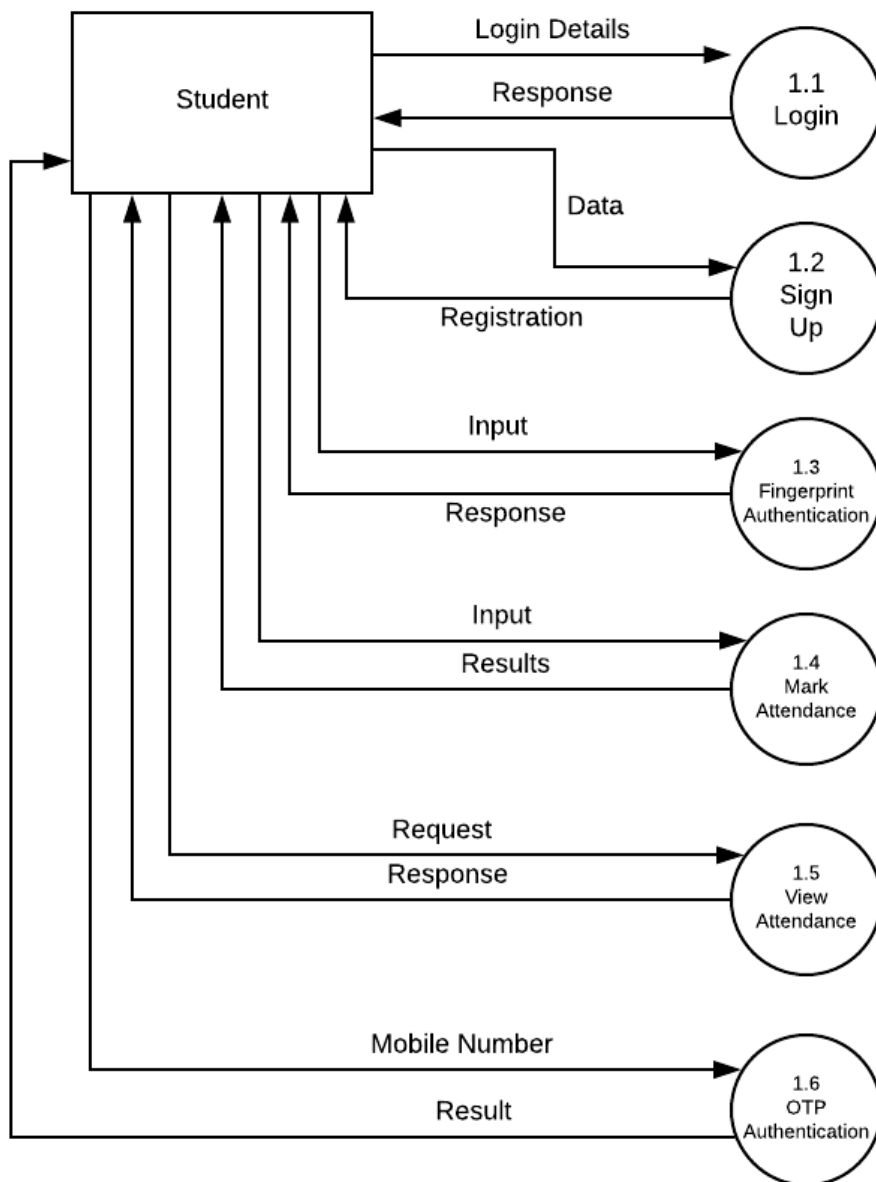 Student
Login Details
Response
1.1
Login
Data
1.2
Sign
Up
Registration
Input
1.3
Fingerprint
Authentication
Response
Input
1.4
Mark
Attendance
Results
Request
1.5
View
Attendance
Response
Mobile Number
1.6
OTP
Authentication
Result